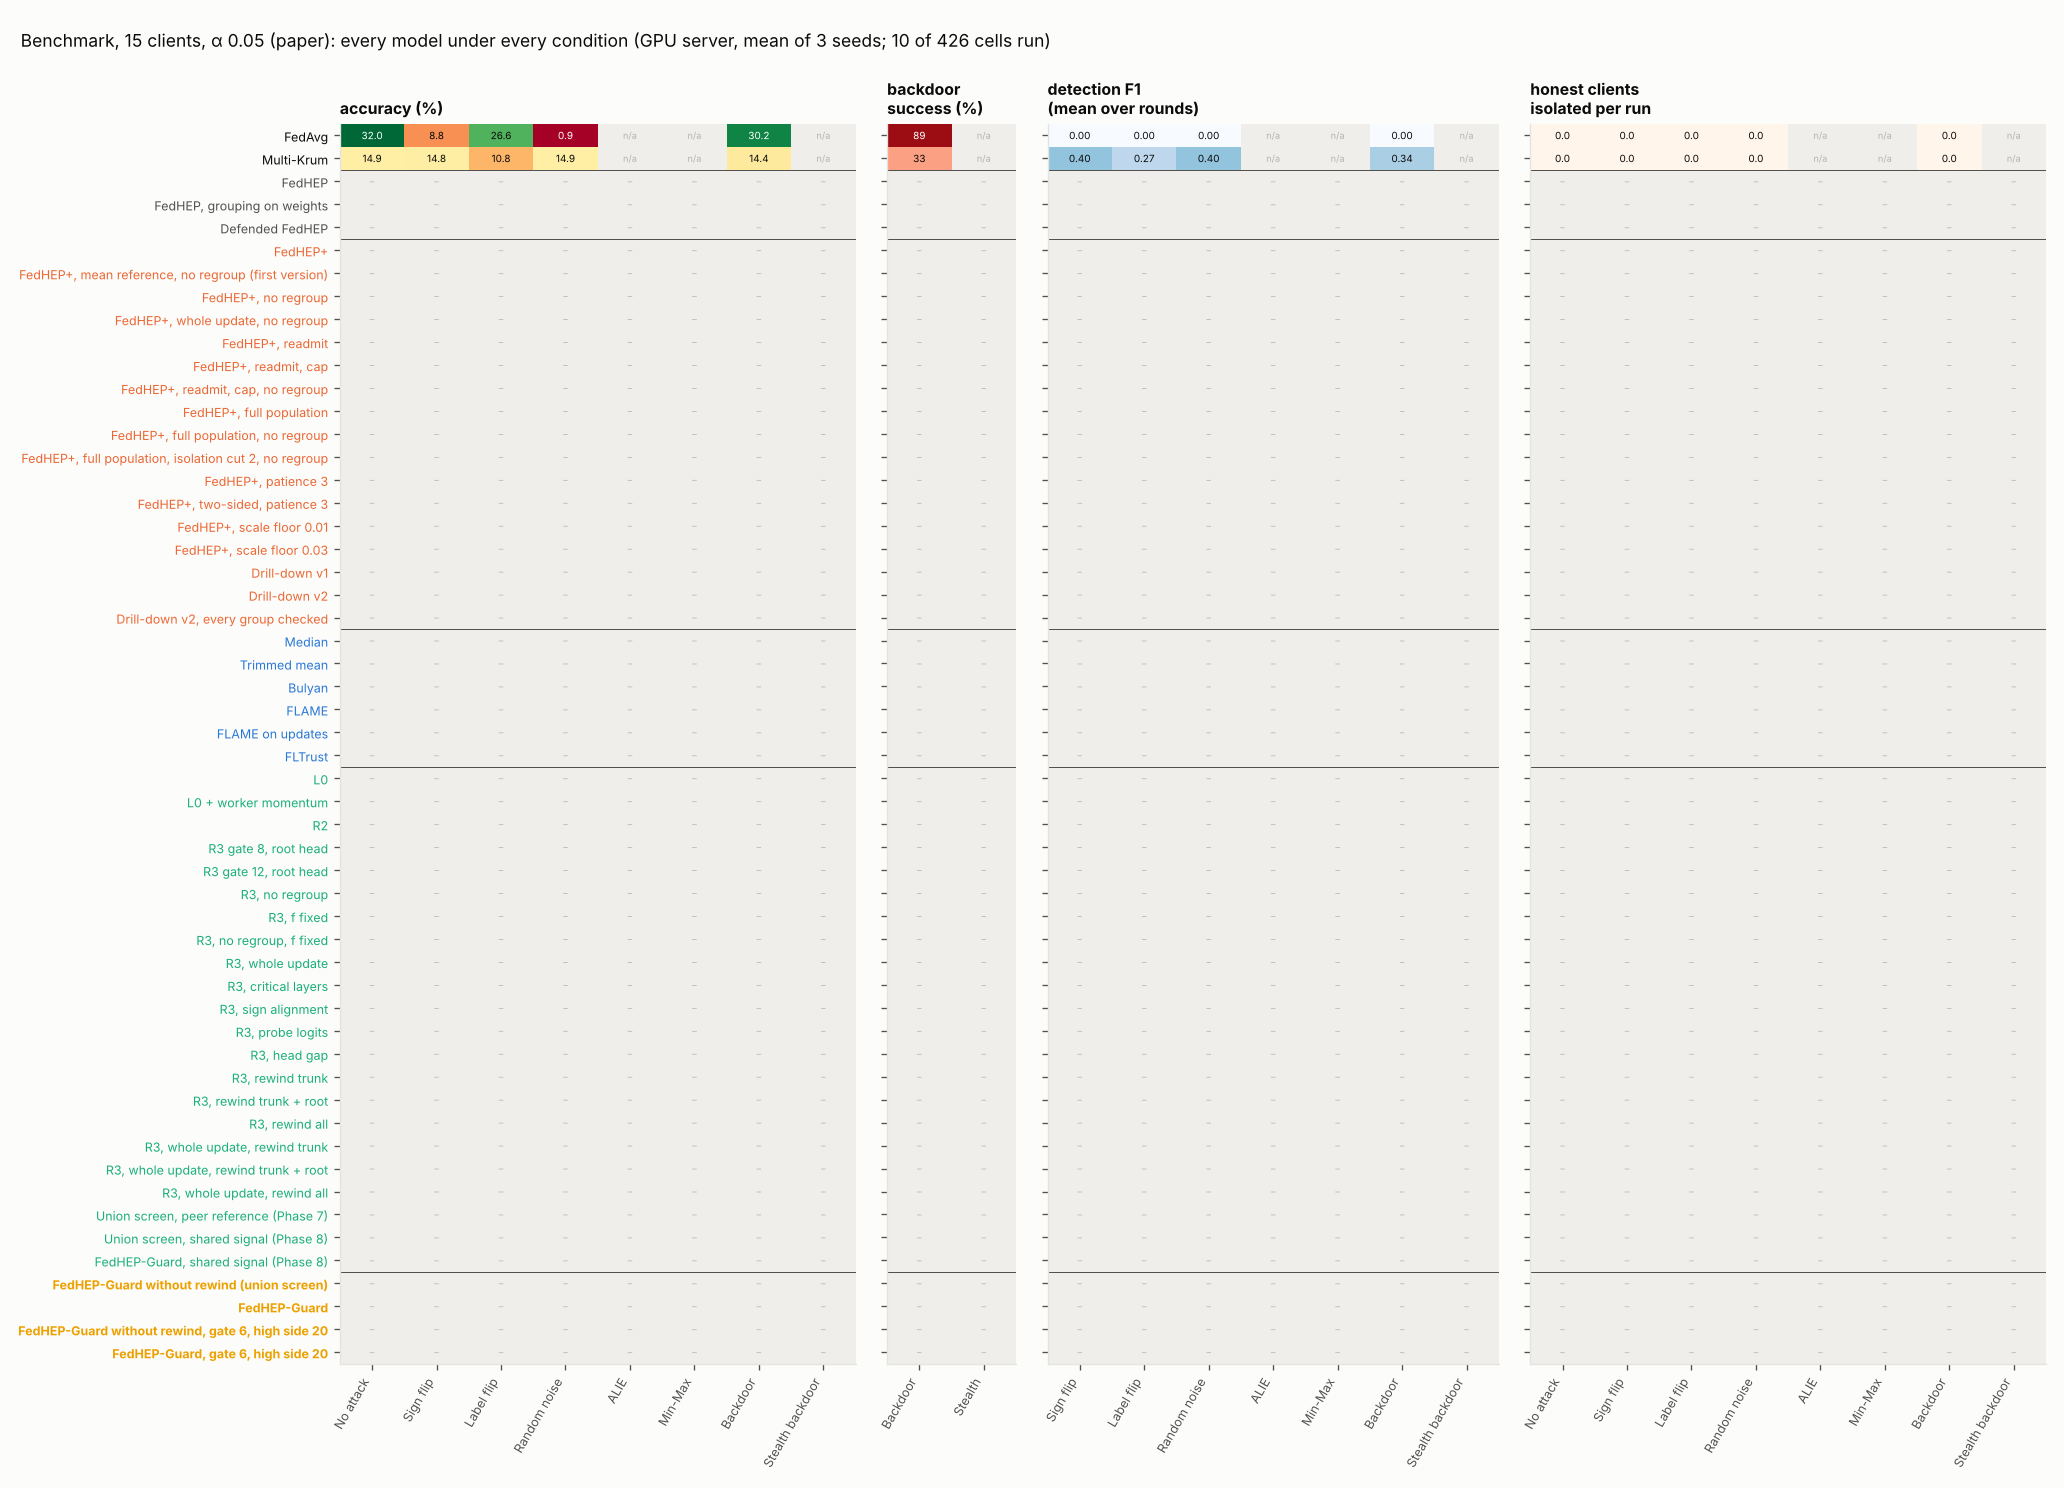 Benchmark, 15 clients, α 0.05 (paper): every model under every condition (GPU server, mean of 3 seeds; 10 of 426 cells run)
accuracy (%)
backdoor
success (%)
detection F1
(mean over rounds)
honest clients
isolated per run
FedAvg 32.0 8.8 26.6 0.9 n/a n/a 30.2 n/a 89 n/a 0.00 0.00 0.00 n/a n/a 0.00 n/a 0.0 0.0 0.0 0.0 n/a n/a 0.0 n/a
Multi-Krum 14.9 14.8 10.8 14.9 n/a n/a 14.4 n/a 33 n/a 0.40 0.27 0.40 n/a n/a 0.34 n/a 0.0 0.0 0.0 0.0 n/a n/a 0.0 n/a
FedHEP – – – – – – – – – – – – – – – – – – – – – – – – –
FedHEP, grouping on weights – – – – – – – – – – – – – – – – – – – – – – – – –
Defended FedHEP – – – – – – – – – – – – – – – – – – – – – – – – –
FedHEP+ – – – – – – – – – – – – – – – – – – – – – – – – –
FedHEP+, mean reference, no regroup (first version) – – – – – – – – – – – – – – – – – – – – – – – – –
FedHEP+, no regroup – – – – – – – – – – – – – – – – – – – – – – – – –
FedHEP+, whole update, no regroup – – – – – – – – – – – – – – – – – – – – – – – – –
FedHEP+, readmit – – – – – – – – – – – – – – – – – – – – – – – – –
FedHEP+, readmit, cap – – – – – – – – – – – – – – – – – – – – – – – – –
FedHEP+, readmit, cap, no regroup – – – – – – – – – – – – – – – – – – – – – – – – –
FedHEP+, full population – – – – – – – – – – – – – – – – – – – – – – – – –
FedHEP+, full population, no regroup – – – – – – – – – – – – – – – – – – – – – – – – –
FedHEP+, full population, isolation cut 2, no regroup – – – – – – – – – – – – – – – – – – – – – – – – –
FedHEP+, patience 3 – – – – – – – – – – – – – – – – – – – – – – – – –
FedHEP+, two-sided, patience 3 – – – – – – – – – – – – – – – – – – – – – – – – –
FedHEP+, scale floor 0.01 – – – – – – – – – – – – – – – – – – – – – – – – –
FedHEP+, scale floor 0.03 – – – – – – – – – – – – – – – – – – – – – – – – –
Drill-down v1 – – – – – – – – – – – – – – – – – – – – – – – – –
Drill-down v2 – – – – – – – – – – – – – – – – – – – – – – – – –
Drill-down v2, every group checked – – – – – – – – – – – – – – – – – – – – – – – – –
Median – – – – – – – – – – – – – – – – – – – – – – – – –
Trimmed mean – – – – – – – – – – – – – – – – – – – – – – – – –
Bulyan – – – – – – – – – – – – – – – – – – – – – – – – –
FLAME – – – – – – – – – – – – – – – – – – – – – – – – –
FLAME on updates – – – – – – – – – – – – – – – – – – – – – – – – –
FLTrust – – – – – – – – – – – – – – – – – – – – – – – – –
L0 – – – – – – – – – – – – – – – – – – – – – – – – –
L0 + worker momentum – – – – – – – – – – – – – – – – – – – – – – – – –
R2 – – – – – – – – – – – – – – – – – – – – – – – – –
R3 gate 8, root head – – – – – – – – – – – – – – – – – – – – – – – – –
R3 gate 12, root head – – – – – – – – – – – – – – – – – – – – – – – – –
R3, no regroup – – – – – – – – – – – – – – – – – – – – – – – – –
R3, f fixed – – – – – – – – – – – – – – – – – – – – – – – – –
R3, no regroup, f fixed – – – – – – – – – – – – – – – – – – – – – – – – –
R3, whole update – – – – – – – – – – – – – – – – – – – – – – – – –
R3, critical layers – – – – – – – – – – – – – – – – – – – – – – – – –
R3, sign alignment – – – – – – – – – – – – – – – – – – – – – – – – –
R3, probe logits – – – – – – – – – – – – – – – – – – – – – – – – –
R3, head gap – – – – – – – – – – – – – – – – – – – – – – – – –
R3, rewind trunk – – – – – – – – – – – – – – – – – – – – – – – – –
R3, rewind trunk + root – – – – – – – – – – – – – – – – – – – – – – – – –
R3, rewind all – – – – – – – – – – – – – – – – – – – – – – – – –
R3, whole update, rewind trunk – – – – – – – – – – – – – – – – – – – – – – – – –
R3, whole update, rewind trunk + root – – – – – – – – – – – – – – – – – – – – – – – – –
R3, whole update, rewind all – – – – – – – – – – – – – – – – – – – – – – – – –
Union screen, peer reference (Phase 7) – – – – – – – – – – – – – – – – – – – – – – – – –
Union screen, shared signal (Phase 8) – – – – – – – – – – – – – – – – – – – – – – – – –
FedHEP-Guard, shared signal (Phase 8) – – – – – – – – – – – – – – – – – – – – – – – – –
FedHEP-Guard without rewind (union screen) – – – – – – – – – – – – – – – – – – – – – – – – –
FedHEP-Guard – – – – – – – – – – – – – – – – – – – – – – – – –
FedHEP-Guard without rewind, gate 6, high side 20 – – – – – – – – – – – – – – – – – – – – – – – – –
FedHEP-Guard, gate 6, high side 20 – – – – – – – – – – – – – – – – – – – – – – – – –
No attack Sign flip Label flip Random noise ALIE Min-Max Backdoor Stealth backdoor Backdoor Stealth Sign flip Label flip Random noise ALIE Min-Max Backdoor Stealth backdoor No attack Sign flip Label flip Random noise ALIE Min-Max Backdoor Stealth backdoor